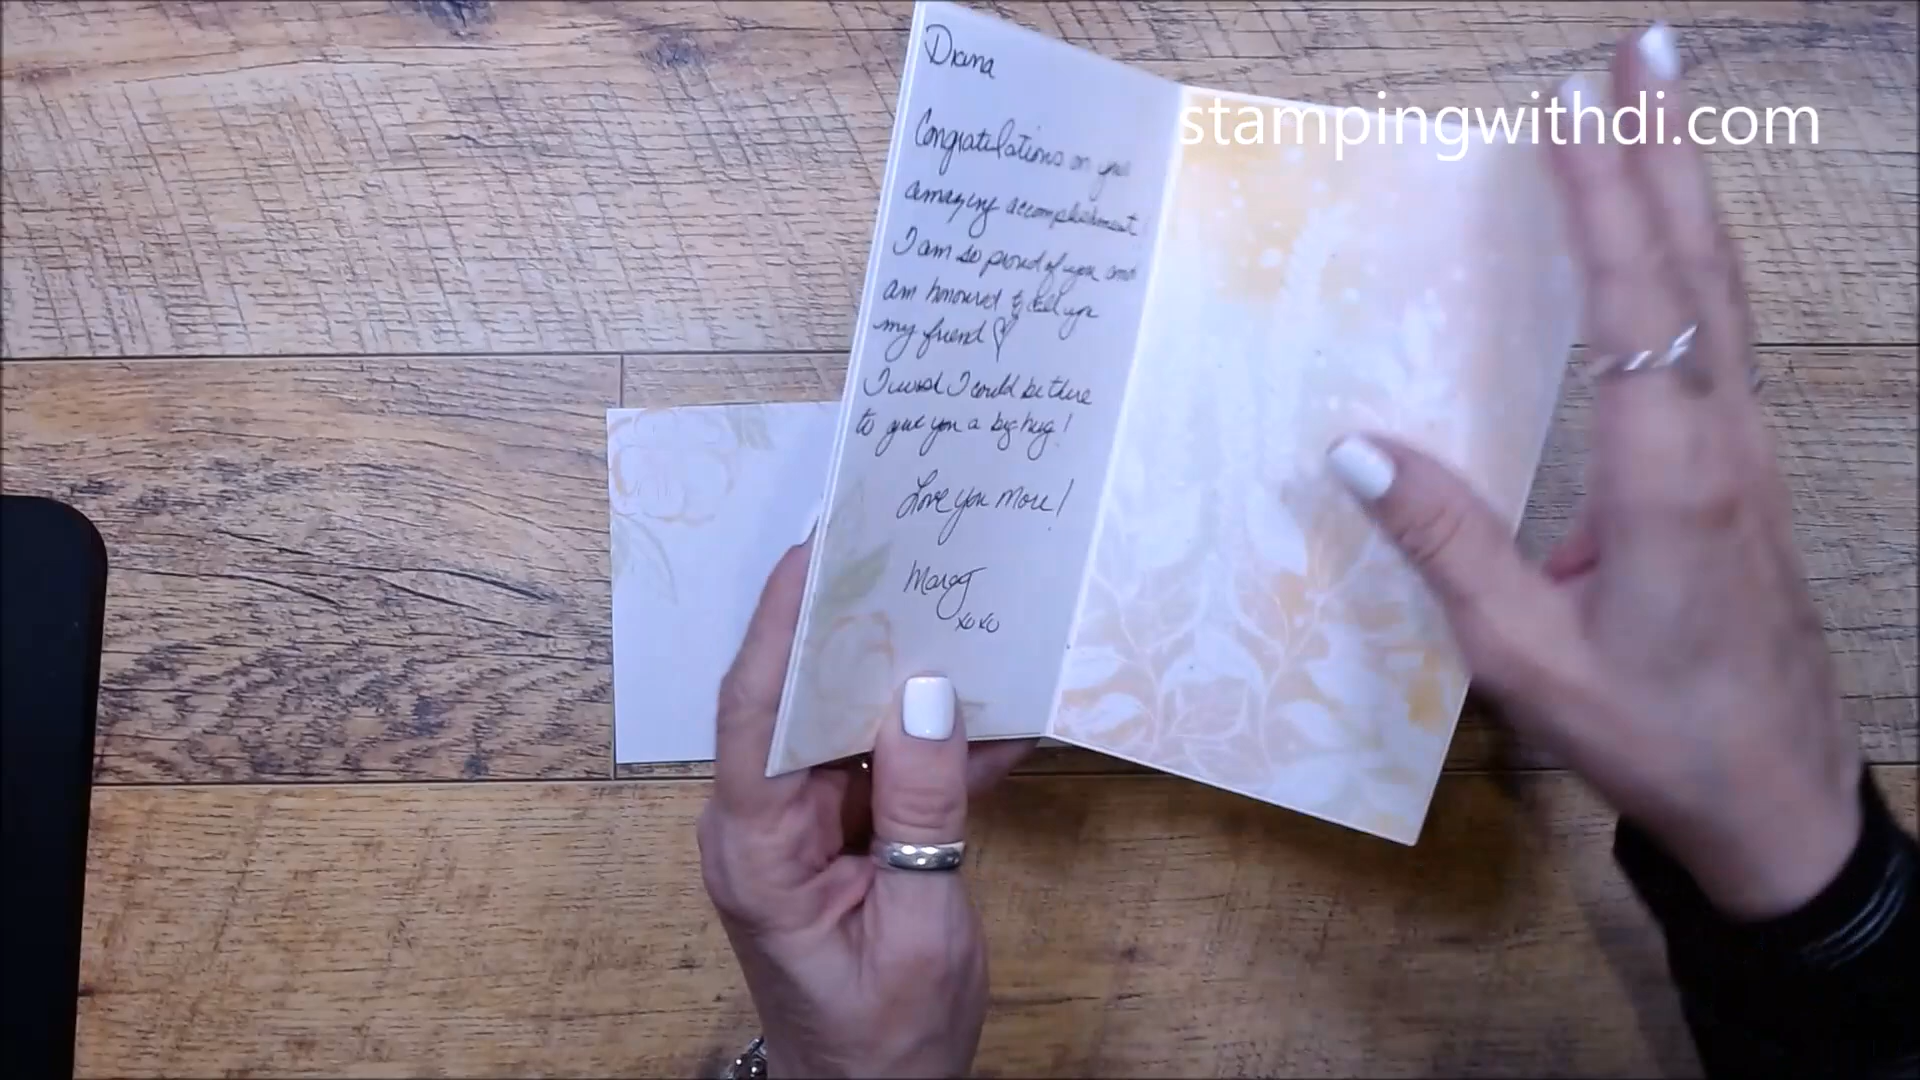 stampingwithdi.com
Diana
Congratulations on your
amazing accomplishment!
I am so proud of you and
am honoured to call you
my friend ♡
I wish I could be there
to give you a big hug!
Love you more!
Marg
xoxo